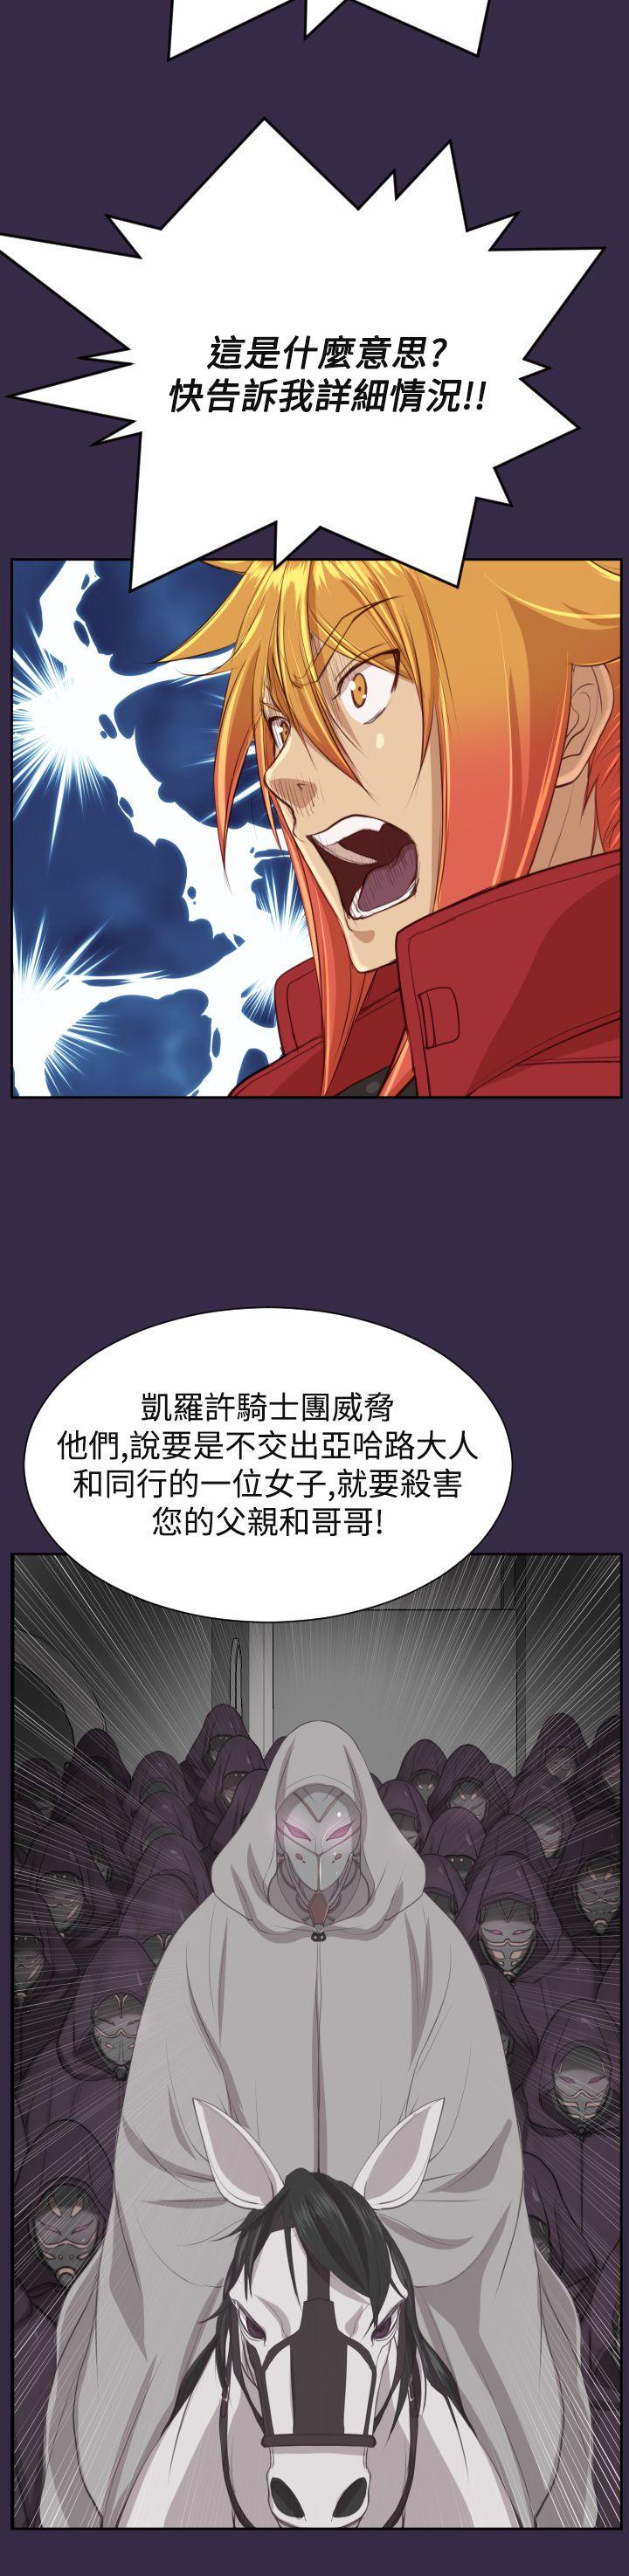 這是什麼意思?
快告訴我詳細情況!!
凱羅許騎士團威脅
他們,說要是不交出亞哈路大人
和同行的一位女子,就要殺害
您的父親和哥哥!